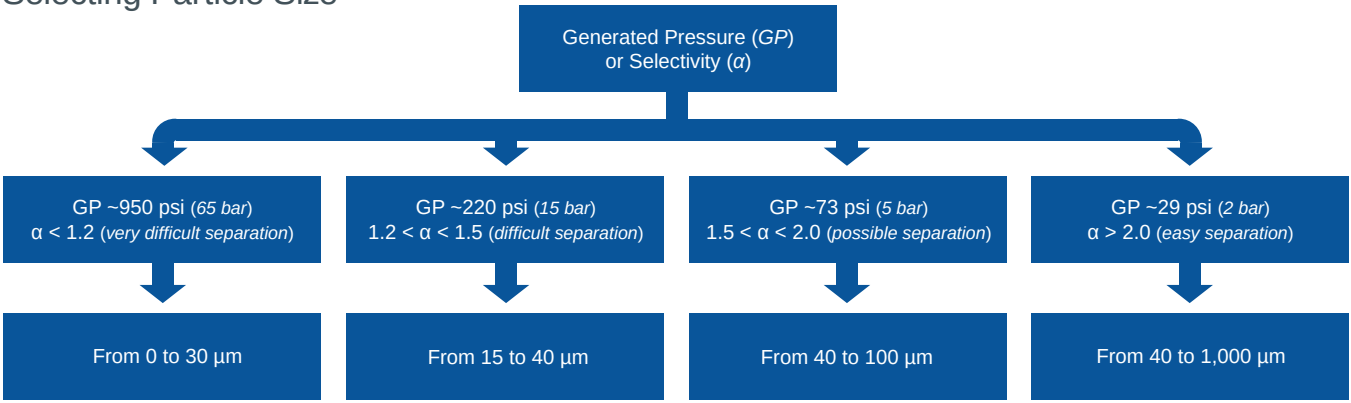 Selecting Particle Size
Generated Pressure (GP)
or Selectivity (α)
GP ~950 psi (65 bar)
α < 1.2 (very difficult separation)
GP ~220 psi (15 bar)
1.2 < α < 1.5 (difficult separation)
GP ~73 psi (5 bar)
1.5 < α < 2.0 (possible separation)
GP ~29 psi (2 bar)
α > 2.0 (easy separation)
From 0 to 30 µm
From 15 to 40 µm
From 40 to 100 µm
From 40 to 1,000 µm